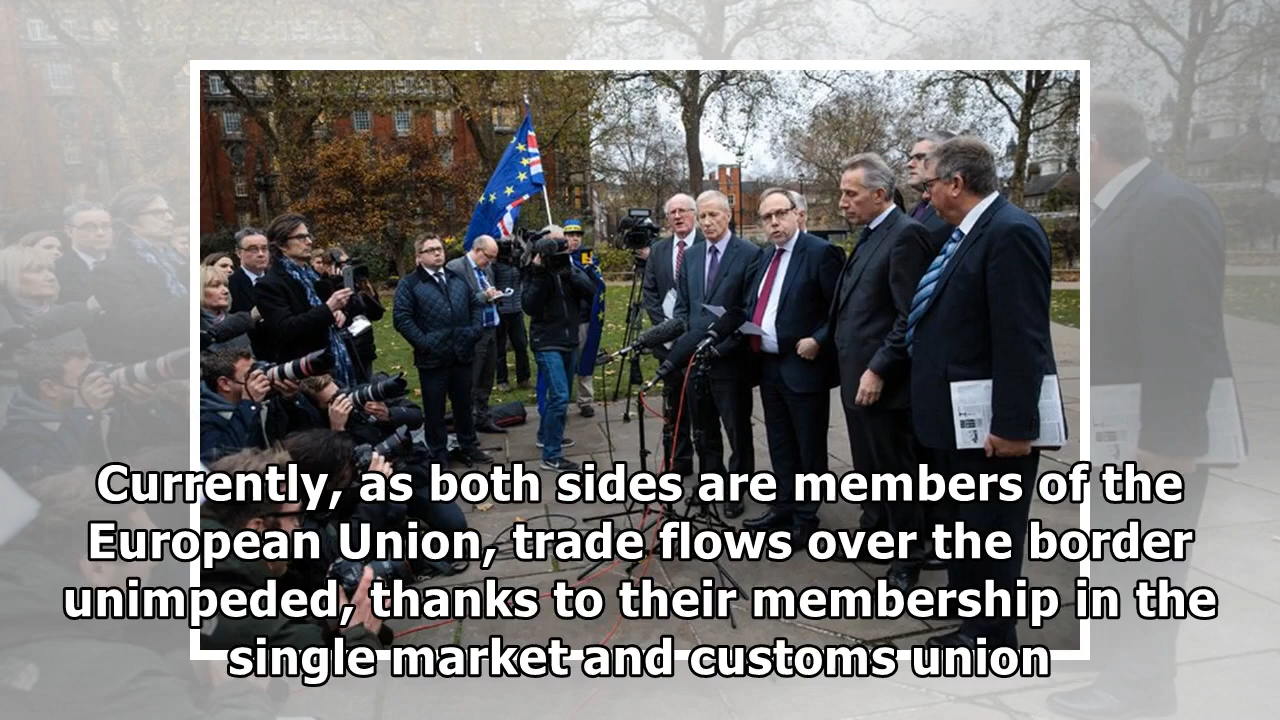 Currently, as both sides are members of the
European Union, trade flows over the border
unimpeded, thanks to their membership in the
single market and customs union